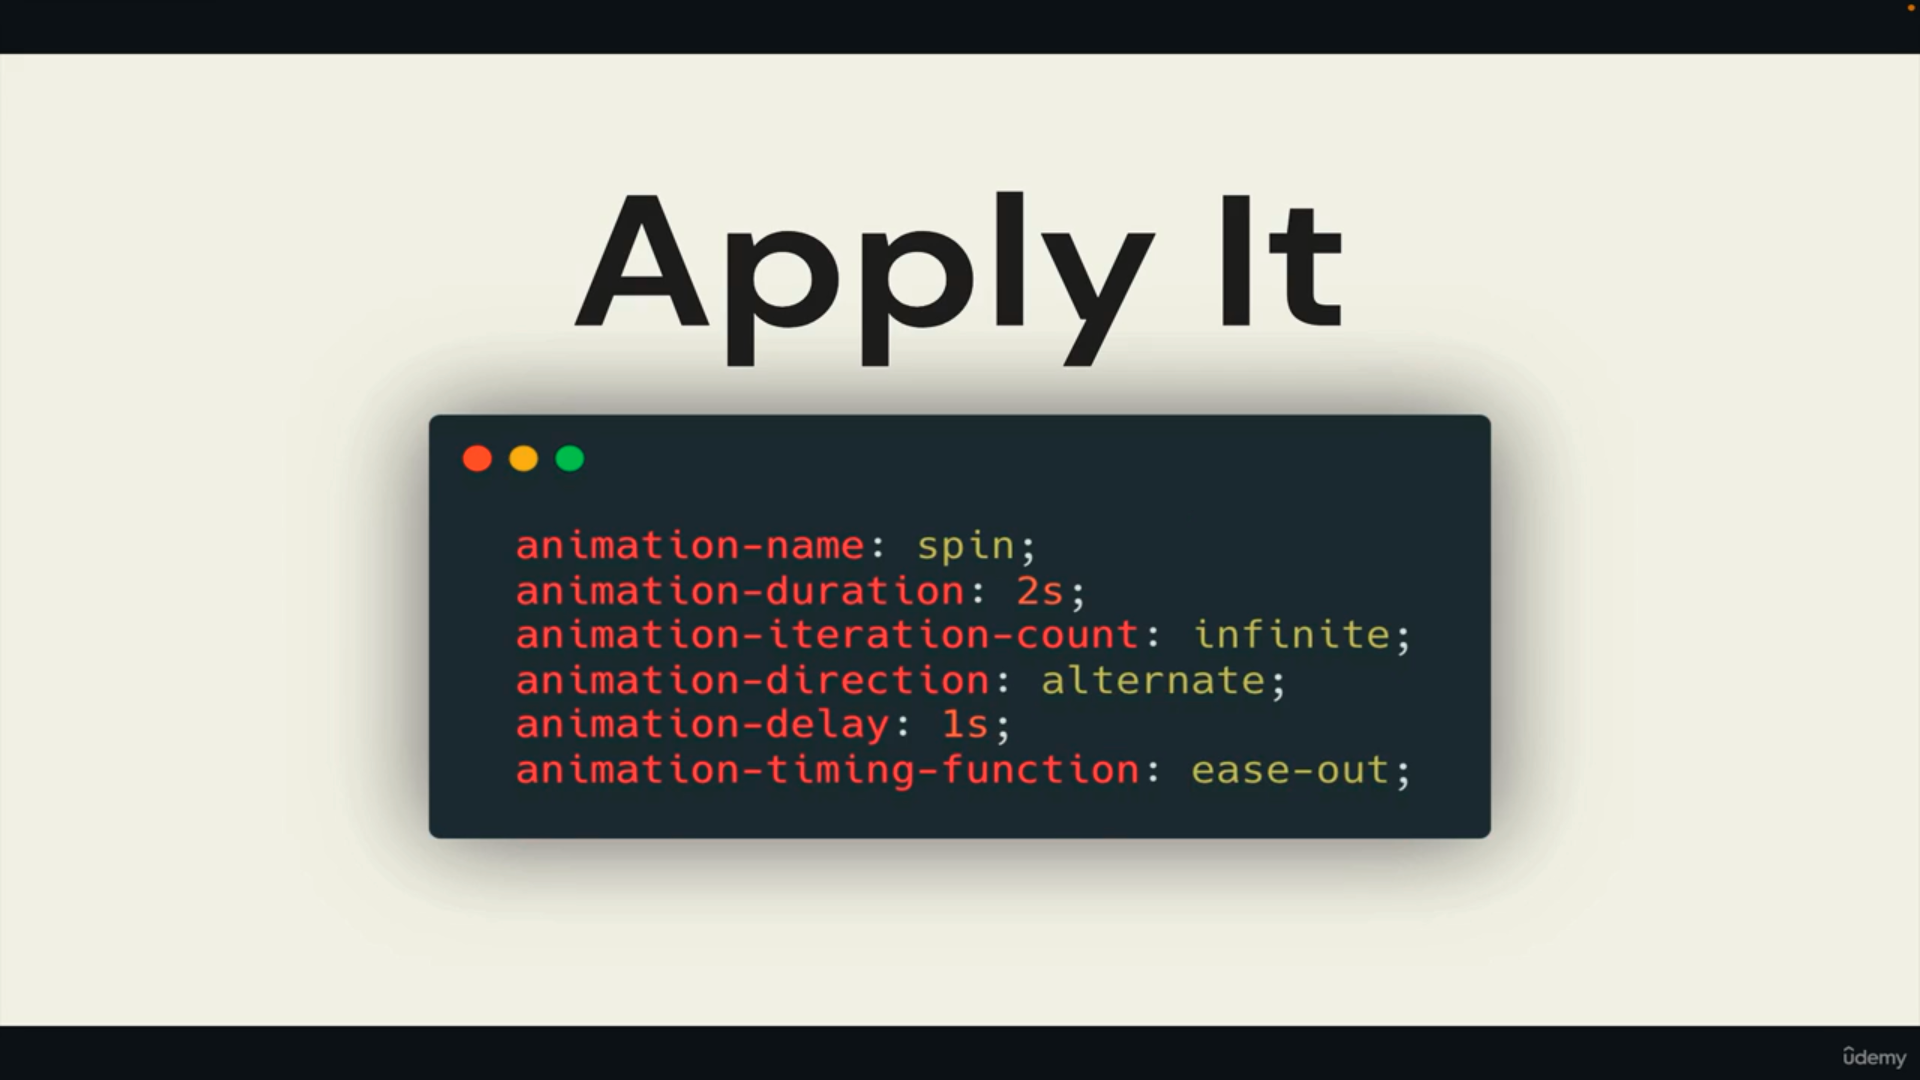 Apply It
animation-name: spin;
animation-duration: 2s;
animation-iteration-count: infinite;
animation-direction: alternate;
animation-delay: 1s;
animation-timing-function: ease-out;
ûdemy